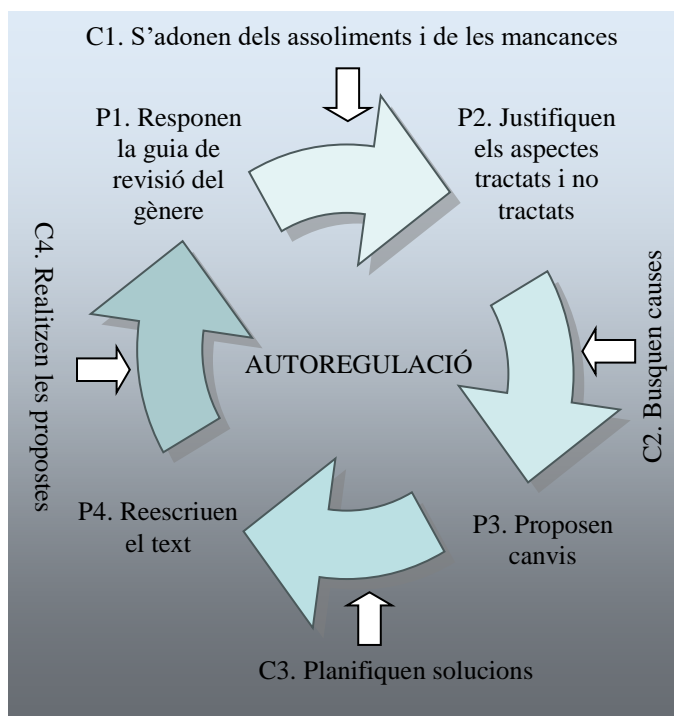 C1. S’adonen dels assoliments i de les mancances
P1. Responen
la guia de
revisió del
gènere
P2. Justifiquen
els aspectes
tractats i no
tractats
C4. Realitzen les propostes
AUTOREGULACIÓ
C2. Busquen causes
P4. Reescriuen
el text
P3. Proposen
canvis
C3. Planifiquen solucions